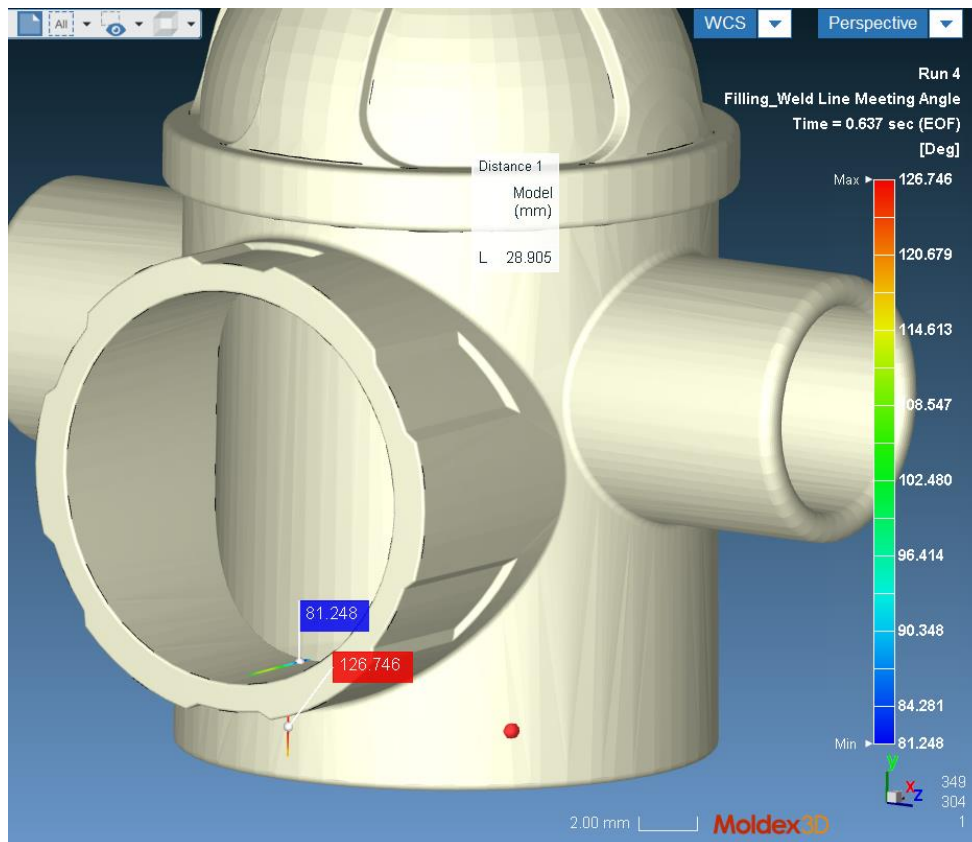 All
WCS
Perspective
Run 4
Filling_Weld Line Meeting Angle
Time = 0.637 sec (EOF)
[Deg]
Max 126.746
120.679
114.613
08.547
102.480
96.414
90.348
84.281
Min 81.248
Distance 1
Model
(mm)
L 28.905
81.248
126.746
y
x
z
349
304
1
2.00 mm
Moldex3D